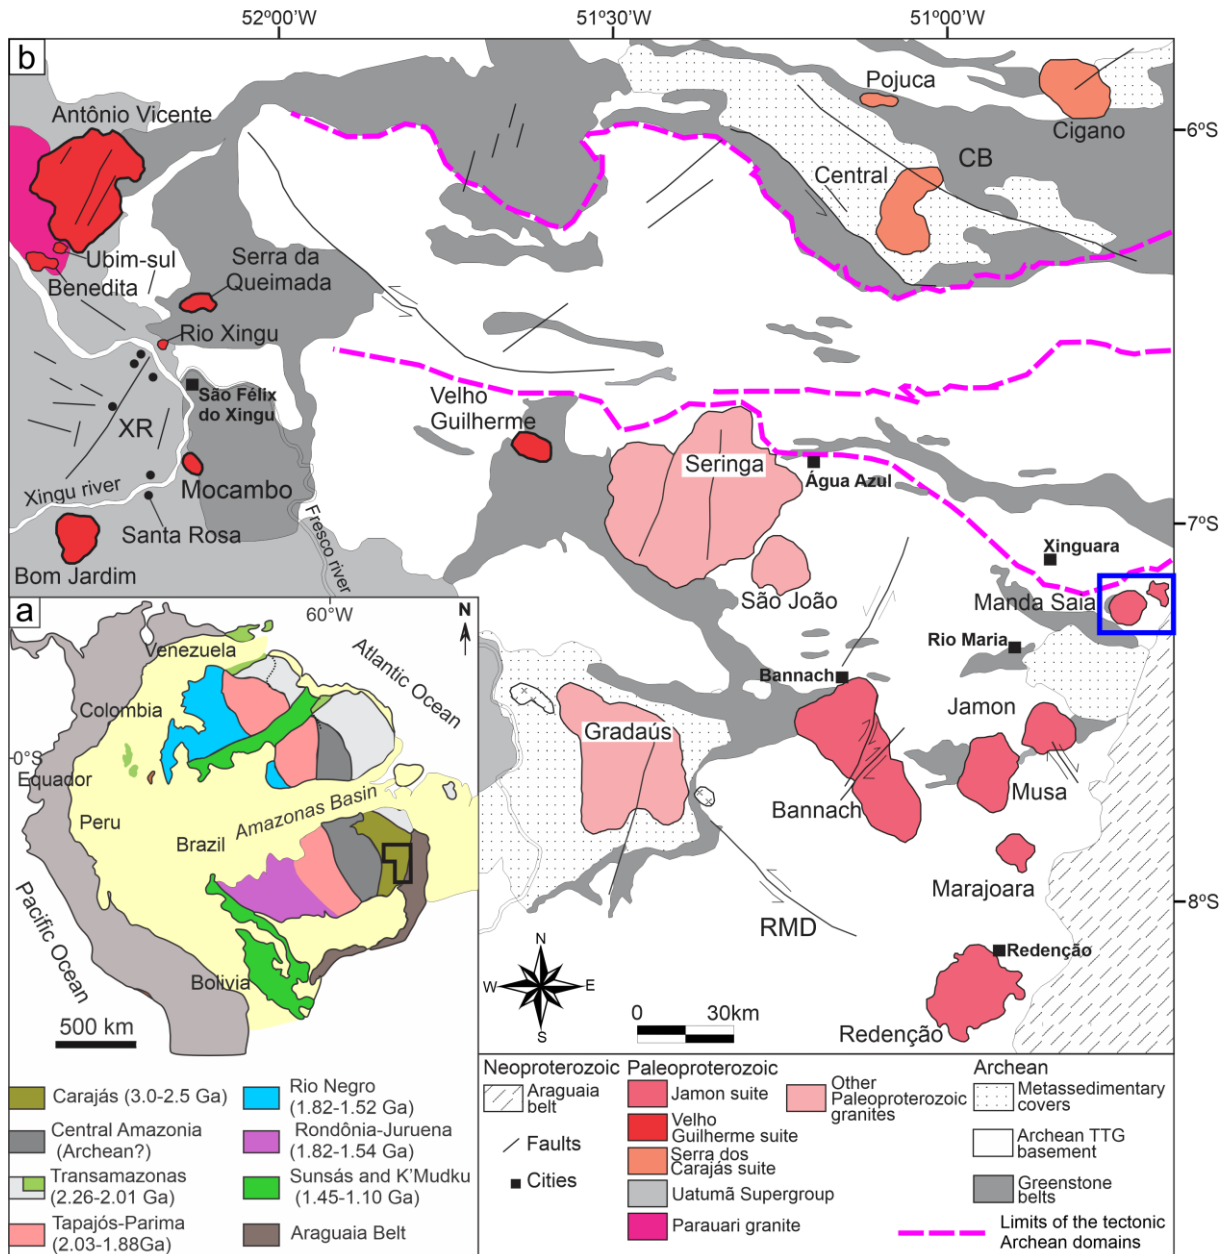 52°00'W
51°30'W
51°00'W
b
Antônio Vicente
Pojuca
Cigano
6°S
CB
Central
Ubim-sul
Benedita
Serra da
Queimada
Rio Xingu
São Félix
do Xingu
XR
Velho
Guilherme
Seringa
Água Azul
Xingu river
Mocambo
Fresco river
Santa Rosa
Bom Jardim
7°S
Xinguara
São João
Manda Saia
Rio Maria
Bannach
Jamon
Gradaús
Bannach
Musa
Marajoara
RMD
8°S
Redenção
Redenção
N
W
E
S
0
30km
a
60°W
N
Venezuela
Atlantic Ocean
Colombia
0°S
Equador
Peru
Amazonas Basin
Brazil
Pacific Ocean
Bolivia
500 km
Carajás (3.0-2.5 Ga)
Central Amazonia
(Archean?)
Transamazonas
(2.26-2.01 Ga)
Tapajós-Parima
(2.03-1.88Ga)
Rio Negro
(1.82-1.52 Ga)
Rondônia-Juruena
(1.82-1.54 Ga)
Sunsás and K'Mudku
(1.45-1.10 Ga)
Araguaia Belt
Neoproterozoic
Araguaia
belt
Faults
Cities
Paleoproterozoic
Jamon suite
Velho
Guilherme suite
Serra dos
Carajás suite
Uatumã Supergroup
Parauari granite
Other
Paleoproterozoic
granites
Archean
Metassedimentary
covers
Archean TTG
basement
Greenstone
belts
Limits of the tectonic
Archean domains